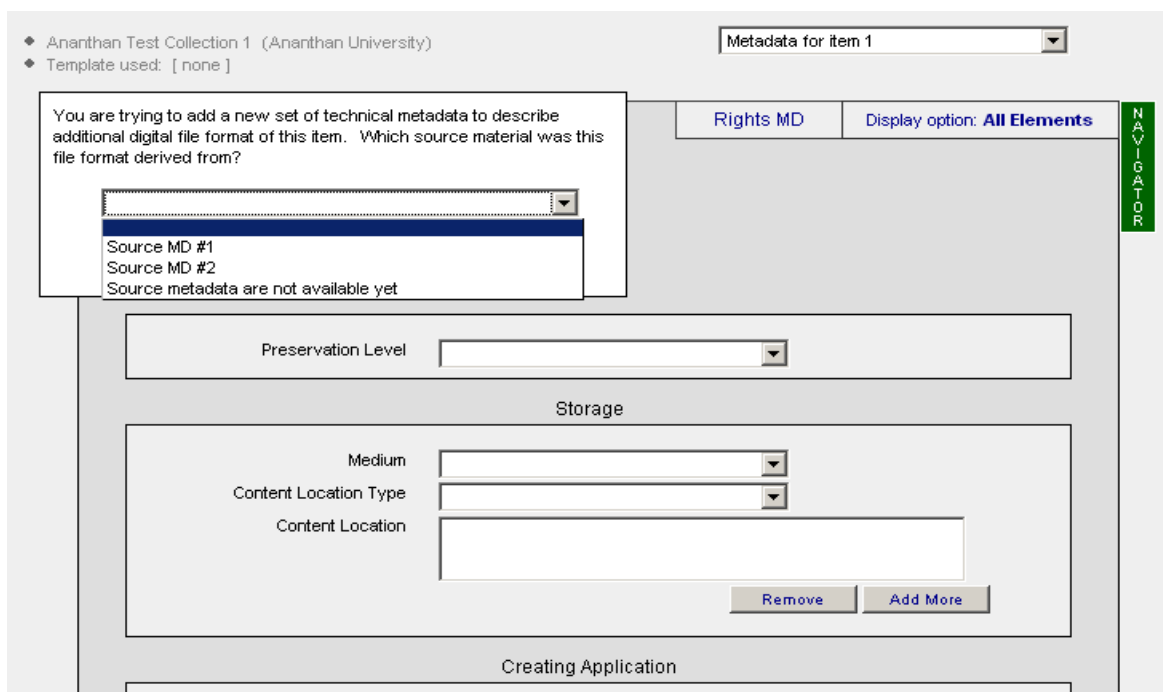 Ananthan Test Collection 1 (Ananthan University)
Metadata for item 1
Template used: [ none ]
You are trying to add a new set of technical metadata to describe
additional digital file format of this item. Which source material was this
file format derived from?
Source MD #1
Source MD #2
Source metadata are not available yet
Rights MD
Display option: All Elements
NAVIGATOR
Preservation Level
Storage
Medium
Content Location Type
Content Location
Remove
Add More
Creating Application